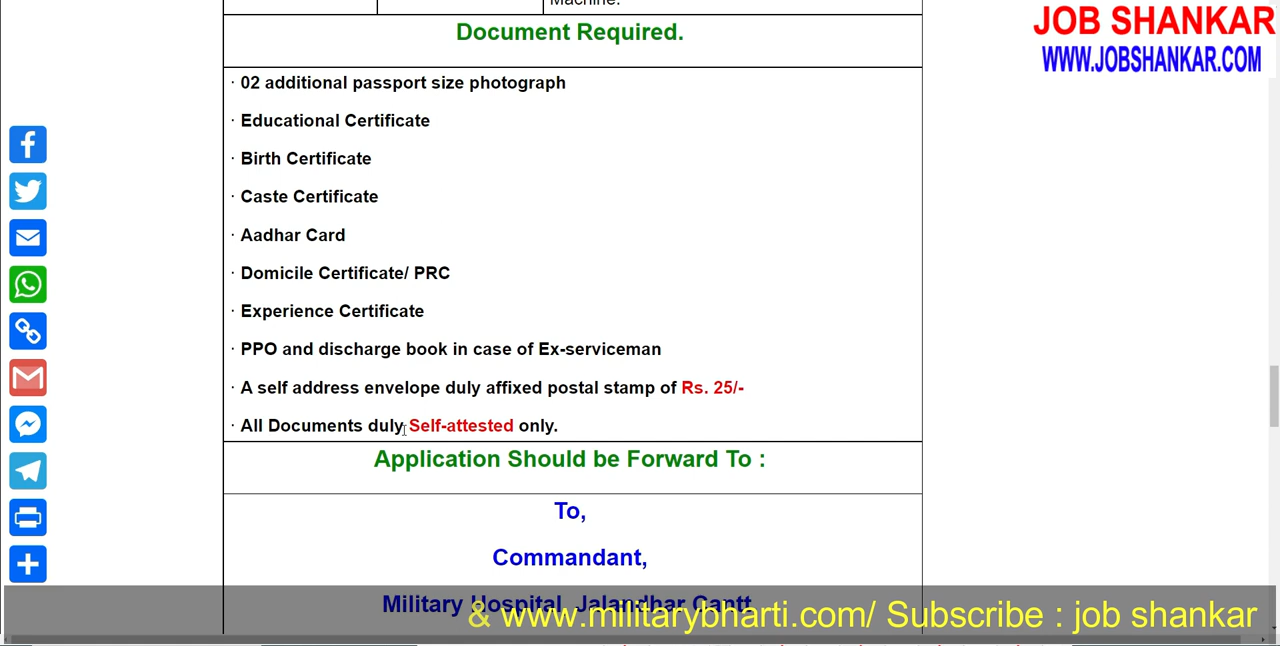 Machine.
JOB SHANKAR
WWW.JOBSHANKAR.COM
Document Required.
· 02 additional passport size photograph
· Educational Certificate
· Birth Certificate
· Caste Certificate
· Aadhar Card
· Domicile Certificate/ PRC
· Experience Certificate
· PPO and discharge book in case of Ex-serviceman
· A self address envelope duly affixed postal stamp of Rs. 25/-
· All Documents duly Self-attested only.
Application Should be Forward To :
To,
Commandant,
Military Hospital, Jalandhar Cantt
& www.militarybharti.com/ Subscribe : job shankar